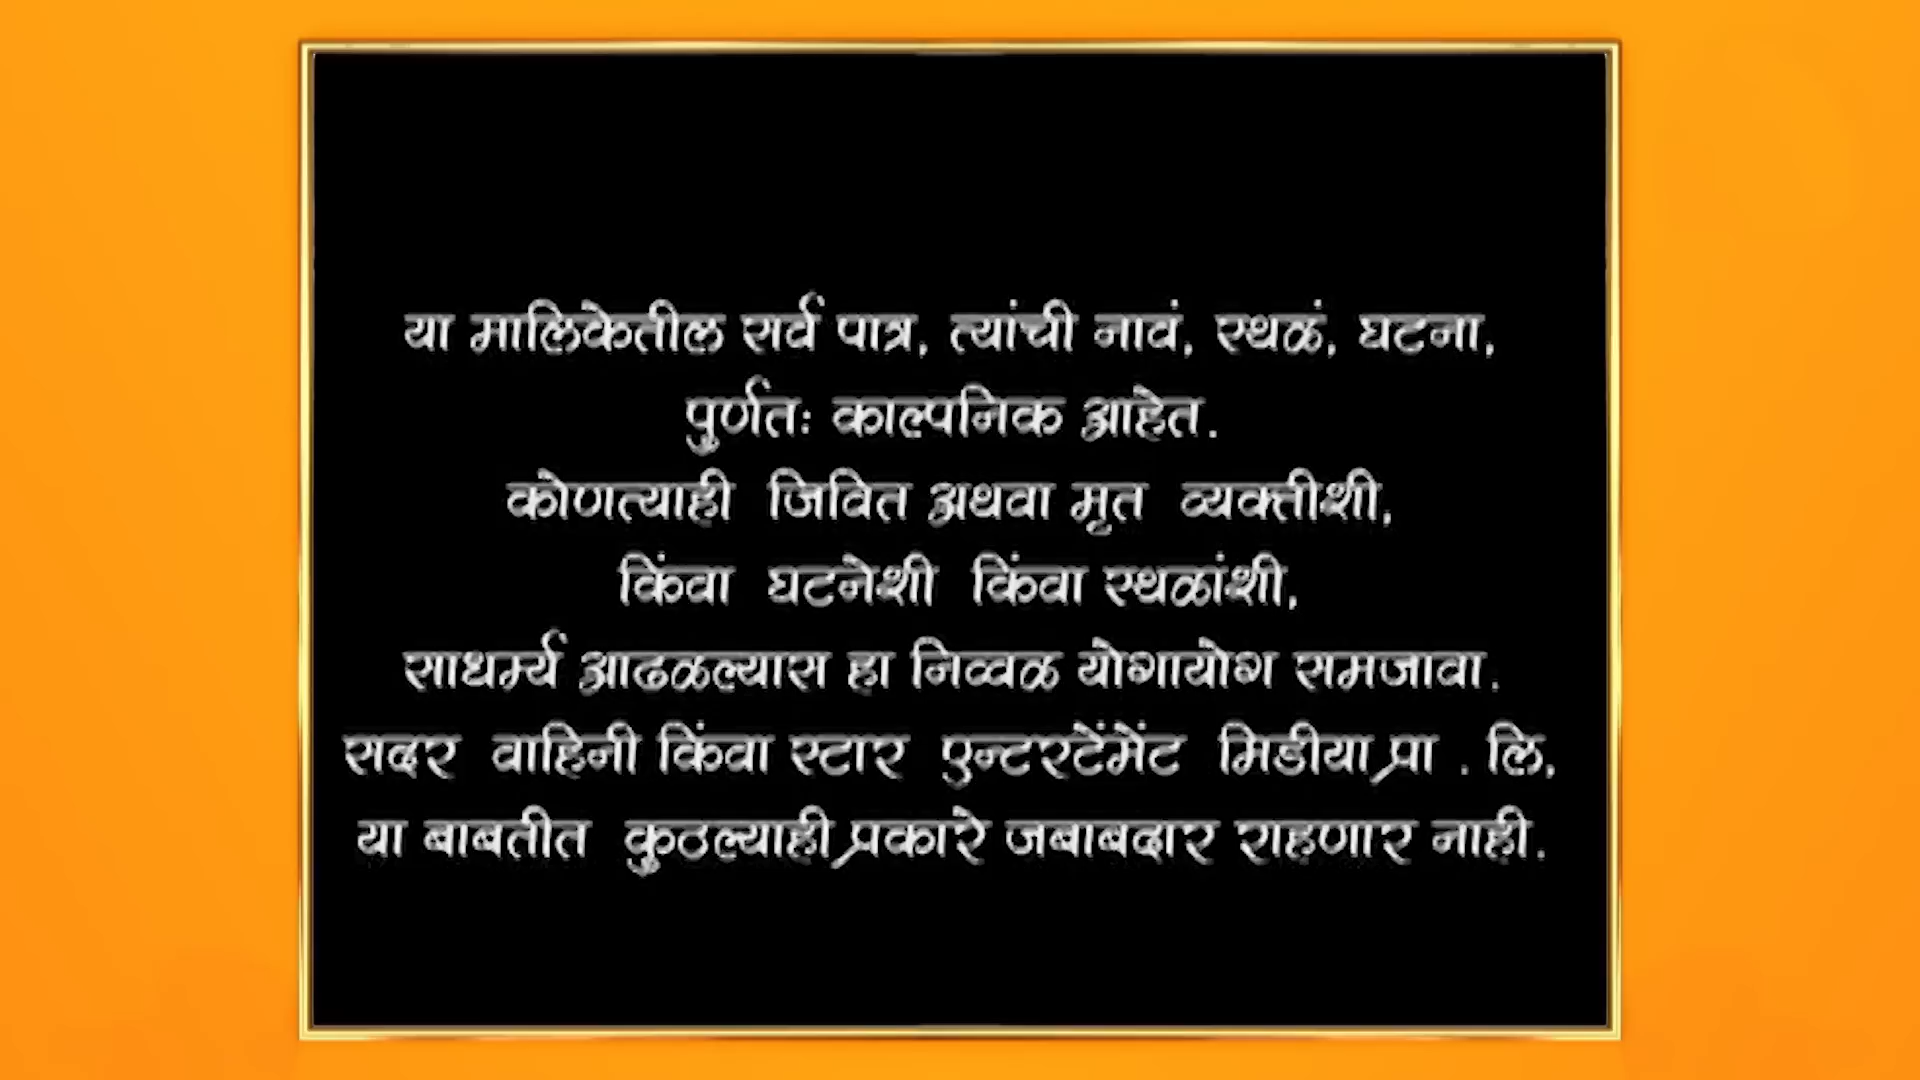 या मालिकेतील सर्व पात्र, त्यांची नावं, स्थळं, घटना,
पुर्णतः काल्पनिक आहेत.
कोणत्याही जिवित अथवा मृत व्यक्तीशी,
किंवा घटनेशी किंवा स्थळांशी,
साधर्म्य आढळल्यास हा निव्वळ योगायोग समजावा.
सदर वाहिनी किंवा स्टार एन्टरटेंमेंट मिडीया प्रा . लि.
या बाबतीत कुठल्याही प्रकारे जबाबदार राहणार नाही.